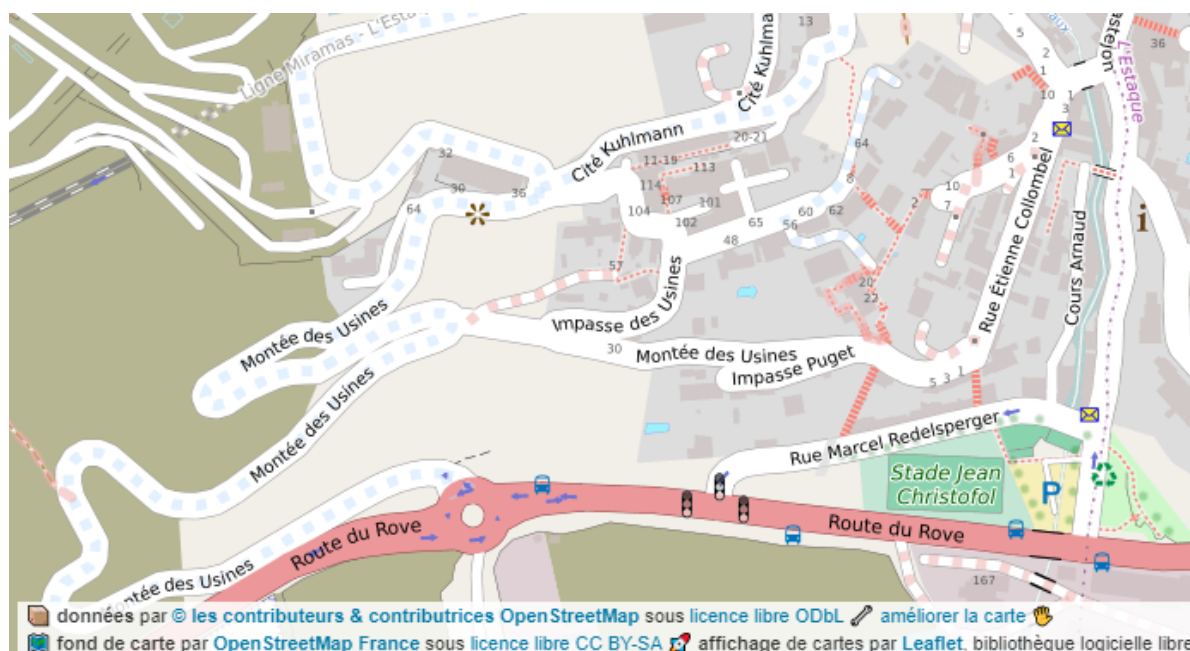 Ligne Miramas - L'Esta
Cité Kuhlm
astejon
L'Estaque
36
5
2
1
10
1
3
Cité Kuhlm
13
Cité Kuhlmann
20-21
32
11-19
113
64
2
6
1
30
36
114
107
101
8
10
2
7
64
104
102
65
60
62
56
48
Rue Étienne Collombel
Cours Arnaud
57
Impasse des Usines
20
22
Montée des Usines
30
Montée des Usines
Impasse Puget
5 3 1
Montée des Usines
Rue Marcel Redelsperger
Stade Jean
Christofol
P
Route du Rove
Route du Rove
Montée des Usines
167
données par © les contributeurs & contributrices OpenStreetMap sous licence libre ODbL améliorer la carte
fond de carte par OpenStreetMap France sous licence libre CC BY-SA affichage de cartes par Leaflet, bibliothèque logicielle libre